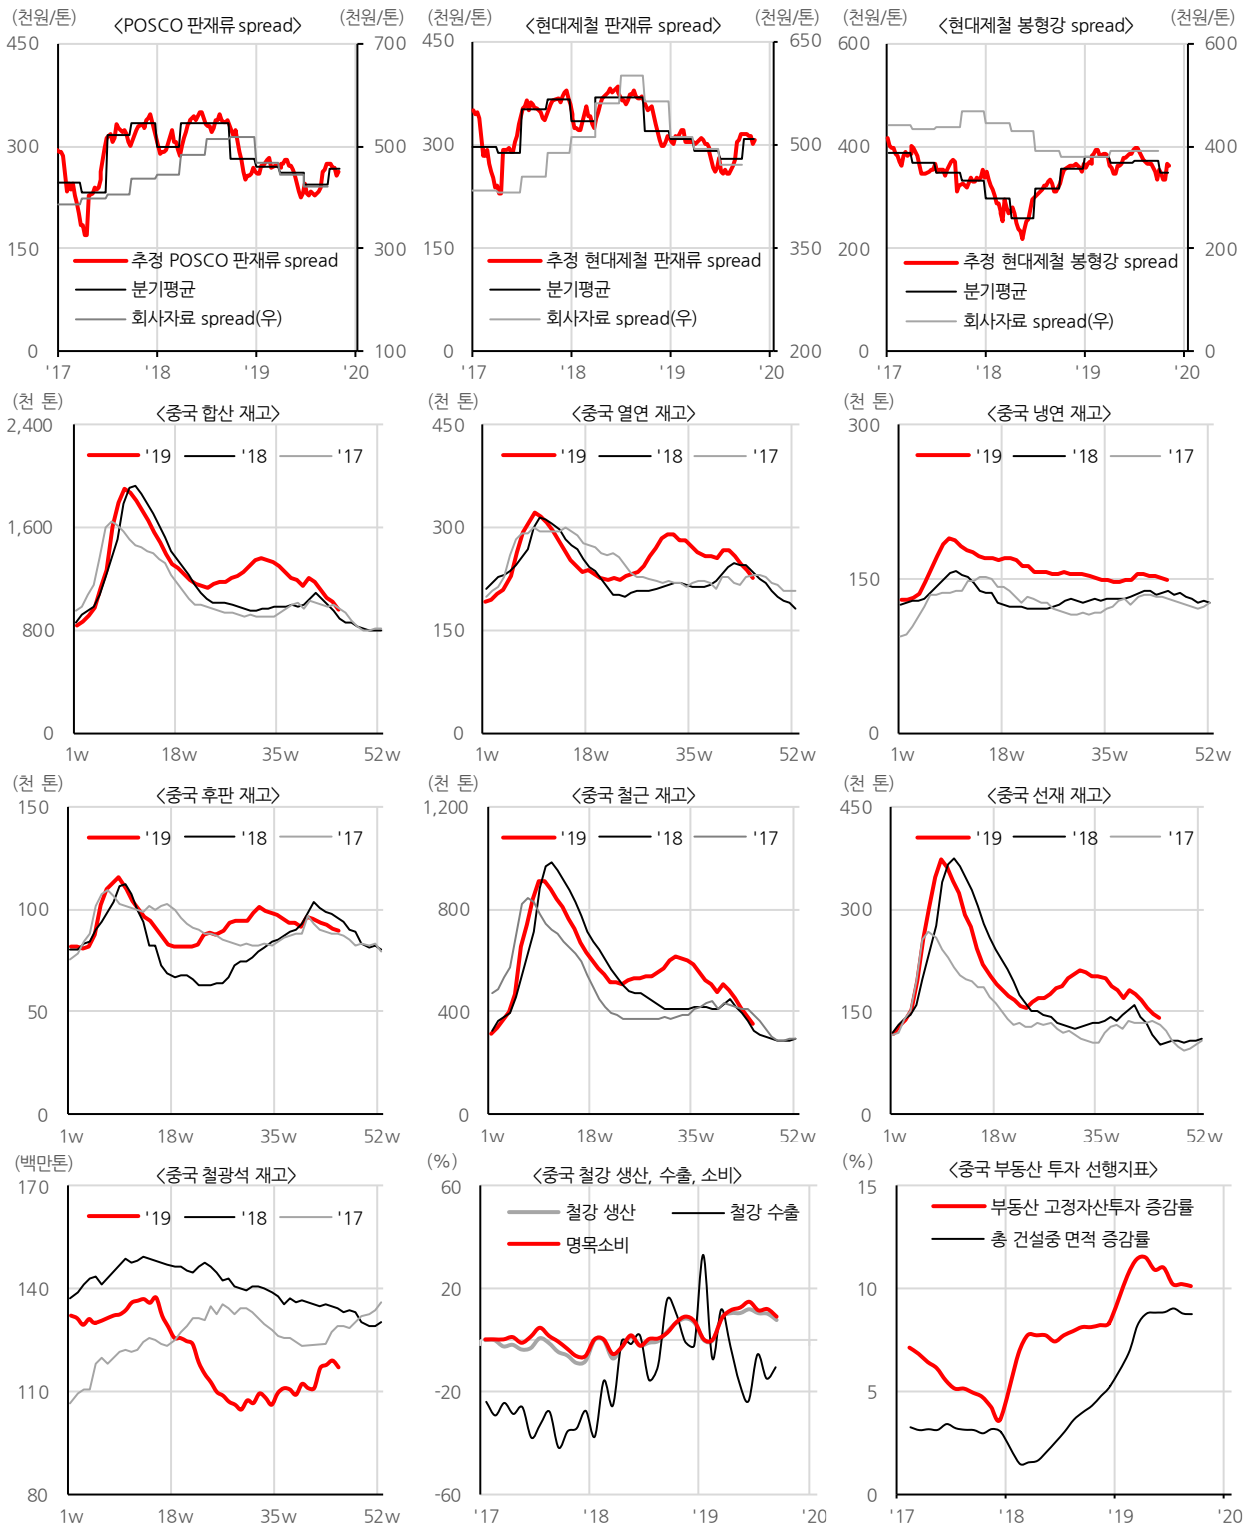 (천원/톤) <POSCO 판재류 spread> (천원/톤)
450 700
300 500
150 300
0 100
추정 POSCO 판재류 spread
분기평균
회사자료 spread(우)
'17 '18 '19 '20
(천원/톤) <현대제철 판재류 spread> (천원/톤)
450 650
300 500
150 350
0 200
추정 현대제철 판재류 spread
분기평균
회사자료 spread(우)
'17 '18 '19 '20
(천원/톤) <현대제철 봉형강 spread> (천원/톤)
600 600
400 400
200 200
0 0
추정 현대제철 봉형강 spread
분기평균
회사자료 spread(우)
'17 '18 '19 '20
(천 톤) <중국 합산 재고>
2,400
'19 '18 '17
1,600
800
0
1w 18w 35w 52w
(천 톤) <중국 열연 재고>
450
'19 '18 '17
300
150
0
1w 18w 35w 52w
(천 톤) <중국 냉연 재고>
300
'19 '18 '17
150
0
1w 18w 35w 52w
(천 톤) <중국 후판 재고>
150
'19 '18 '17
100
50
0
1w 18w 35w 52w
(천 톤) <중국 철근 재고>
1,200
'19 '18 '17
800
400
0
1w 18w 35w 52w
(천 톤) <중국 선재 재고>
450
'19 '18 '17
300
150
0
1w 18w 35w 52w
(백만톤) <중국 철광석 재고>
170
'19 '18 '17
140
110
80
1w 18w 35w 52w
(%) <중국 철강 생산, 수출, 소비>
60
철강 생산 철강 수출
명목소비
20
-20
-60
'17 '18 '19 '20
(%) <중국 부동산 투자 선행지표>
15
부동산 고정자산투자 증감률
총 건설중 면적 증감률
10
5
0
'17 '18 '19 '20